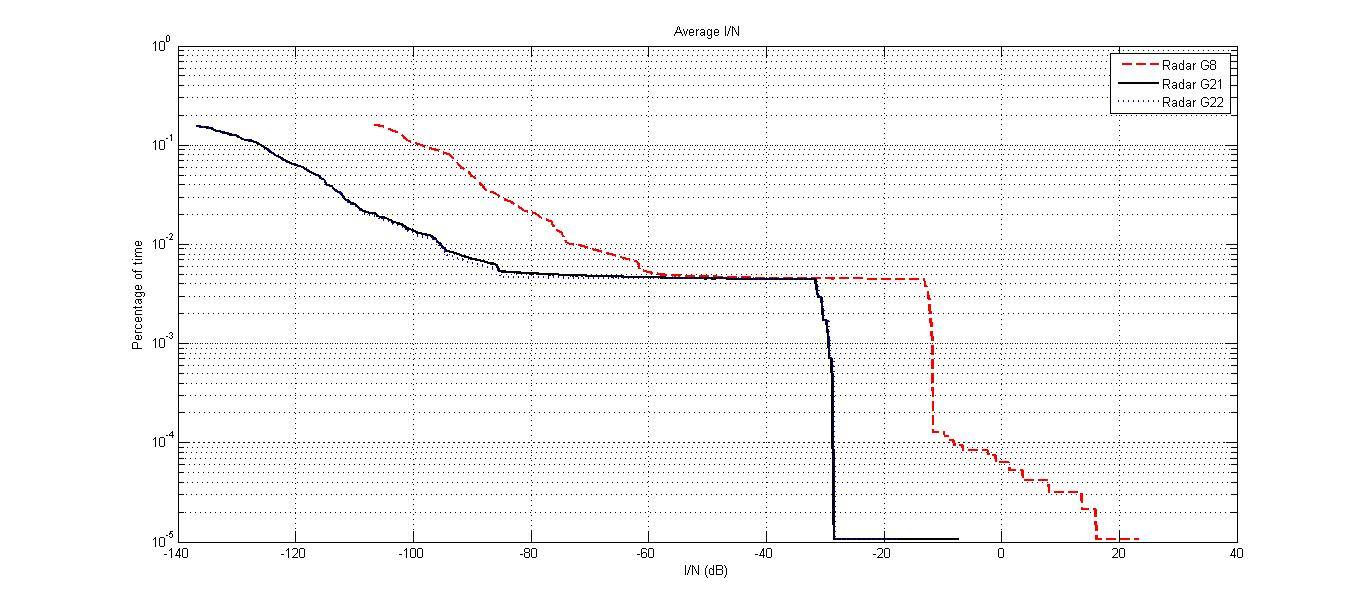 Average I/N
10^0
10^-1
10^-2
10^-3
10^-4
10^-5
Percentage of time
Radar G8
Radar G21
Radar G22
-140 -120 -100 -80 -60 -40 -20 0 20 40
I/N (dB)